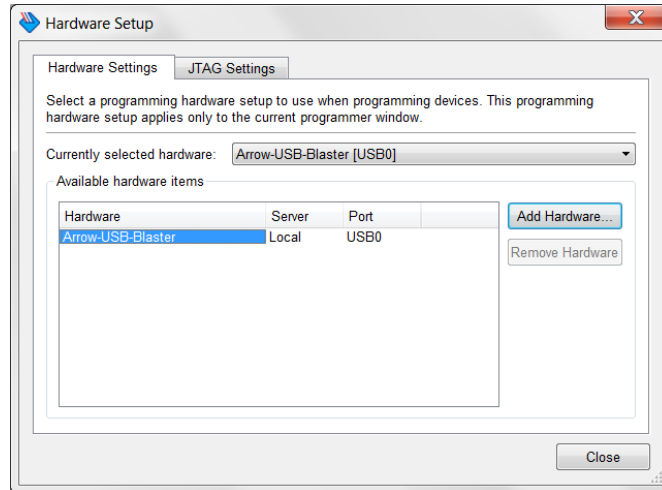 Hardware Setup
Hardware Settings
JTAG Settings
Select a programming hardware setup to use when programming devices. This programming
hardware setup applies only to the current programmer window.
Currently selected hardware:
Arrow-USB-Blaster [USB0]
Available hardware items
Hardware Server Port
Arrow-USB-Blaster Local USB0
Add Hardware...
Remove Hardware
Close